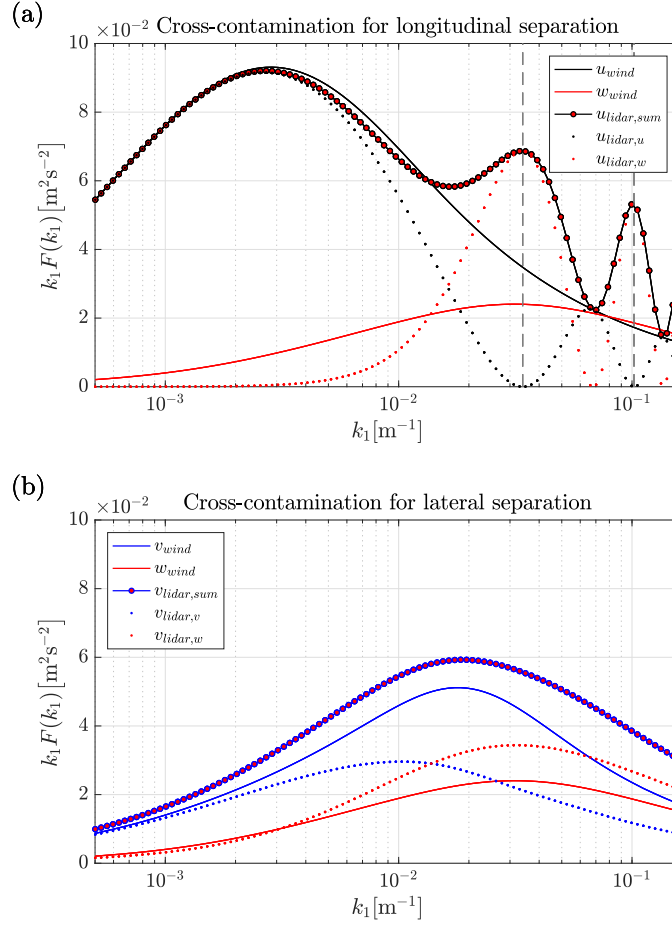 (a)
Cross-contamination for longitudinal separation
×10⁻²
10
8
6
4
2
0
k₁F(k₁)[m²s⁻²]
u_wind
w_wind
u_lidar,sum
u_lidar,u
u_lidar,w
10⁻³
10⁻²
10⁻¹
k₁[m⁻¹]
(b)
Cross-contamination for lateral separation
×10⁻²
10
8
6
4
2
0
k₁F(k₁)[m²s⁻²]
v_wind
w_wind
v_lidar,sum
v_lidar,v
v_lidar,w
10⁻³
10⁻²
10⁻¹
k₁[m⁻¹]